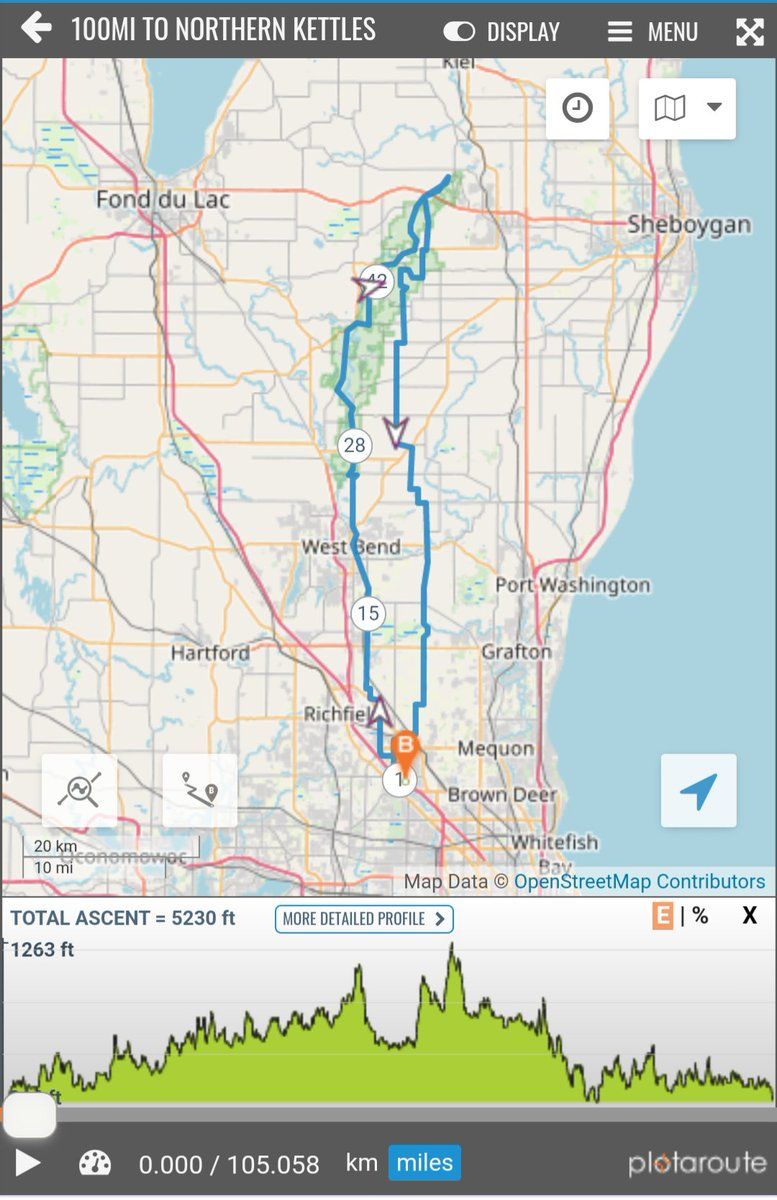 100MI TO NORTHERN KETTLES
DISPLAY
MENU
Kiel
Fond du Lac
Sheboygan
42
28
West Bend
Port Washington
15
Hartford
Grafton
Richfiel
B
Mequon
1
Brown Deer
Whitefish
Bay
20 km
10 mi
Oconomowoc
Map Data © OpenStreetMap Contributors
TOTAL ASCENT = 5230 ft
MORE DETAILED PROFILE
E | %
X
1263 ft
ft
0.000 / 105.058
km
miles
plotaroute